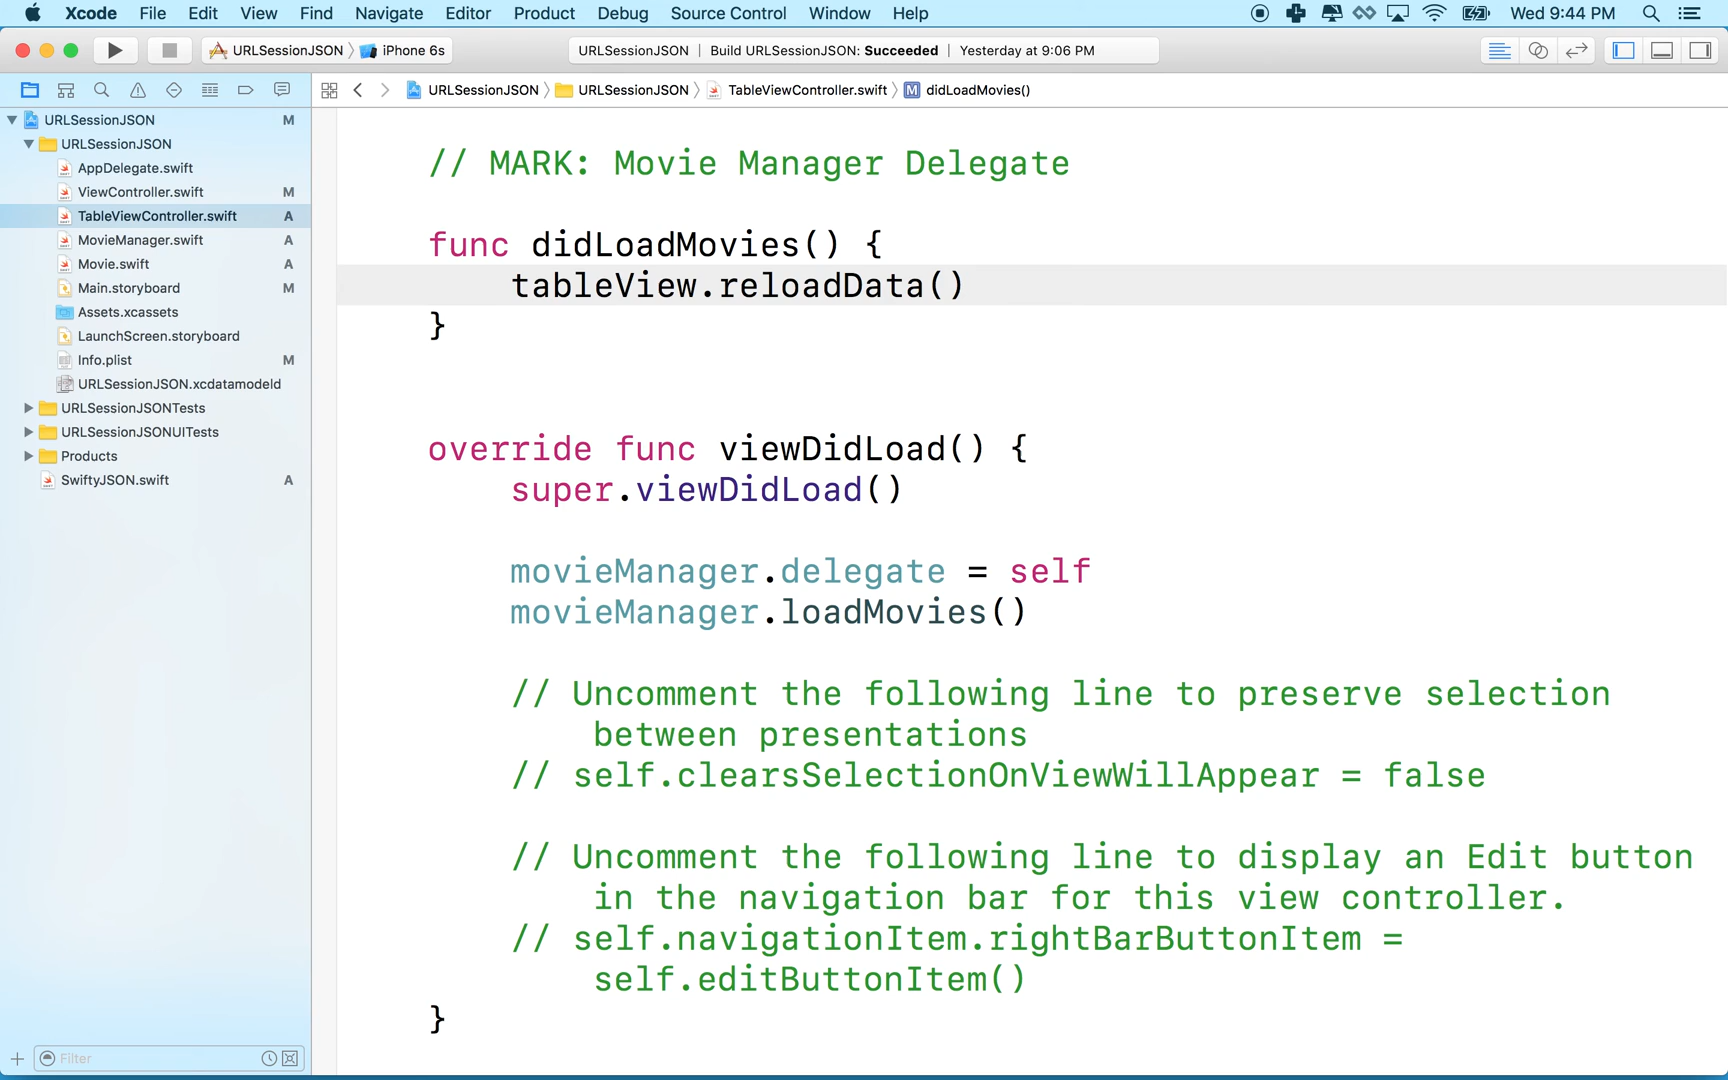 Xcode File Edit View Find Navigate Editor Product Debug Source Control Window Help Wed 9:44 PM
URLSessionJSON iPhone 6s URLSessionJSON | Build URLSessionJSON: Succeeded | Yesterday at 9:06 PM
URLSessionJSON URLSessionJSON TableViewController.swift M didLoadMovies()
URLSessionJSON M
URLSessionJSON
AppDelegate.swift
ViewController.swift M
TableViewController.swift A
MovieManager.swift A
Movie.swift A
Main.storyboard M
Assets.xcassets
LaunchScreen.storyboard
Info.plist M
URLSessionJSON.xcdatamodeld
URLSessionJSONTests
URLSessionJSONUITests
Products
SwiftyJSON.swift A
Filter
// MARK: Movie Manager Delegate
func didLoadMovies() {
tableView.reloadData()
}
override func viewDidLoad() {
super.viewDidLoad()
movieManager.delegate = self
movieManager.loadMovies()
// Uncomment the following line to preserve selection
between presentations
// self.clearsSelectionOnViewWillAppear = false
// Uncomment the following line to display an Edit button
in the navigation bar for this view controller.
// self.navigationItem.rightBarButtonItem =
self.editButtonItem()
}